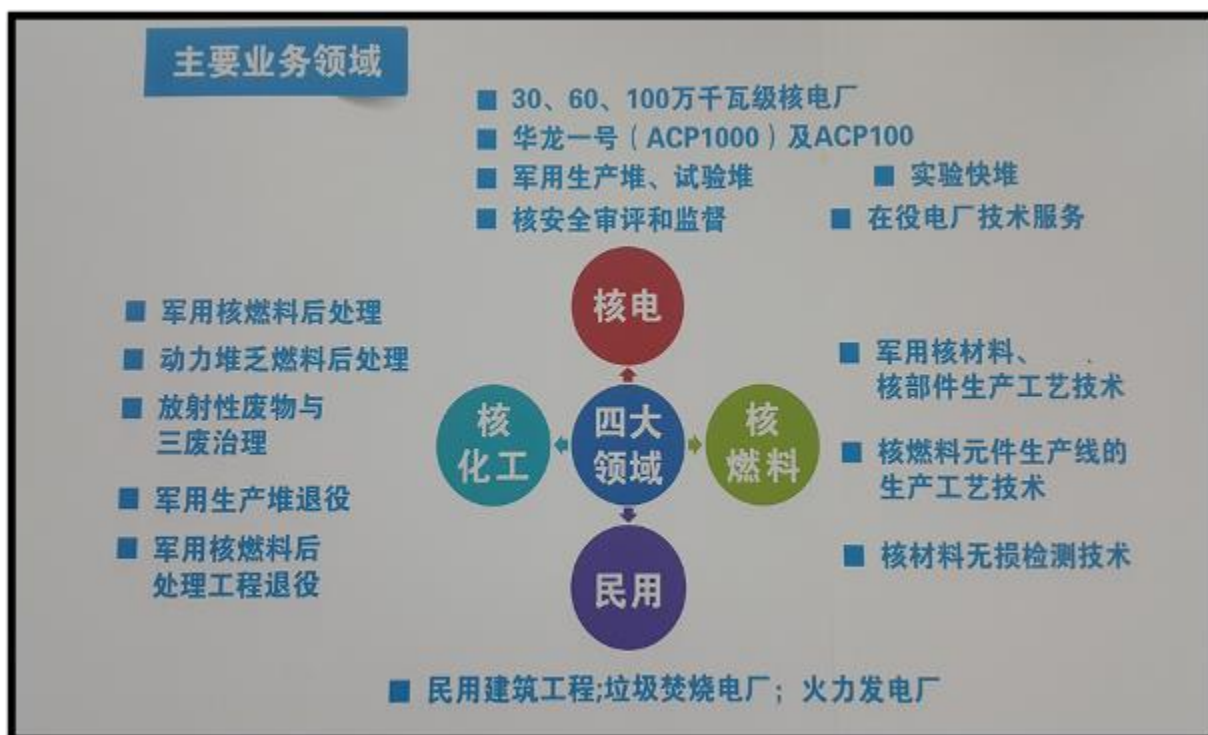 主要业务领域
■ 30、60、100万千瓦级核电厂
■ 华龙一号(ACP1000)及ACP100
■ 军用生产堆、试验堆
■ 实验快堆
■ 核安全审评和监督
■ 在役电厂技术服务
核电
■ 军用核燃料后处理
■ 动力堆乏燃料后处理
■ 放射性废物与
三废治理
■ 军用生产堆退役
■ 军用核燃料后
处理工程退役
核
化工
四大
领域
核
燃料
■ 军用核材料、
核部件生产工艺技术
■ 核燃料元件生产线的
生产工艺技术
■ 核材料无损检测技术
民用
■ 民用建筑工程;垃圾焚烧电厂；火力发电厂